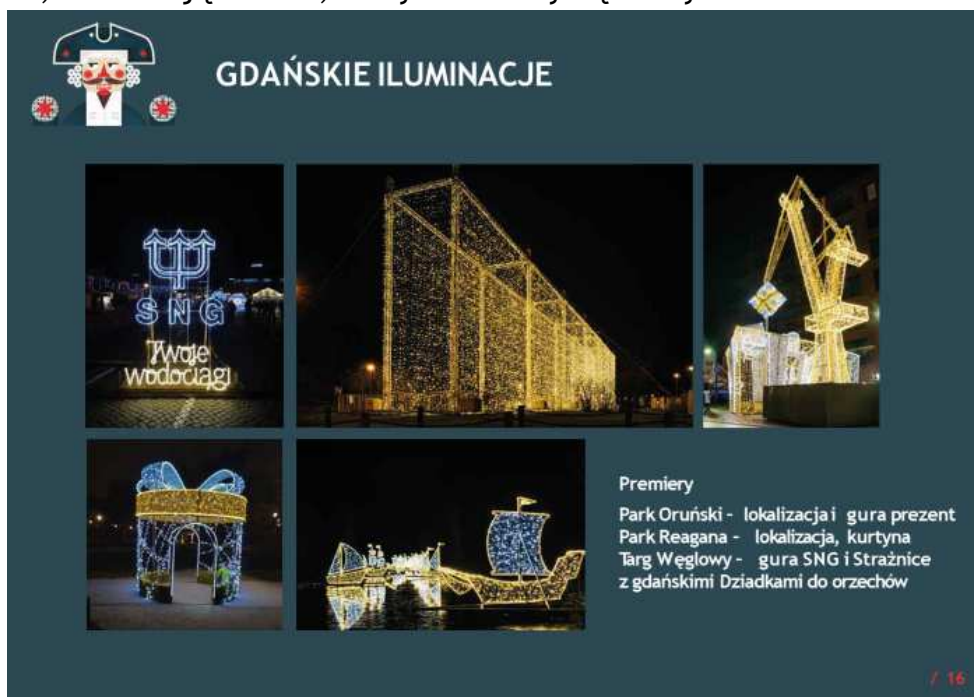 GDAŃSKIE ILUMINACJE
SNG
Twoje
wodociągi
Premiery
Park Oruński - lokalizacja i gura prezent
Park Reagana - lokalizacja, kurtyna
Targ Węglowy - gura SNG i Strażnice
z gdańskimi Dziadkami do orzechów
/ 16